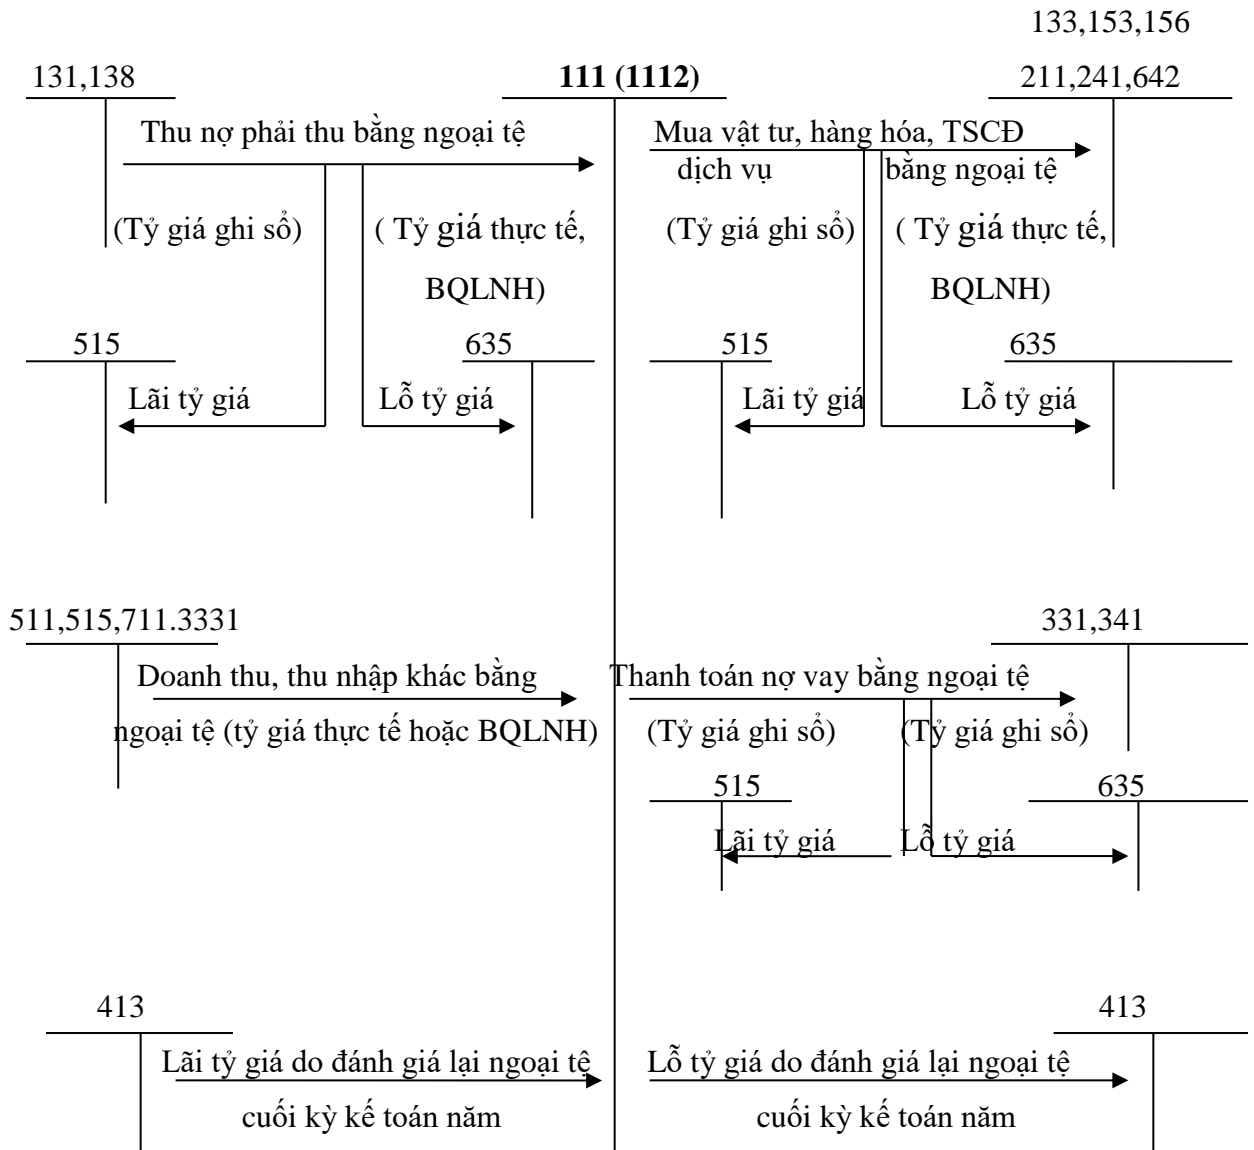 133,153,156
131,138
111 (1112)
211,241,642
Thu nợ phải thu bằng ngoại tệ
Mua vật tư, hàng hóa, TSCĐ
dịch vụ
bằng ngoại tệ
(Tỷ giá ghi sổ)
( Tỷ giá thực tế,
(Tỷ giá ghi sổ)
( Tỷ giá thực tế,
BQLNH)
BQLNH)
515
635
515
635
Lãi tỷ giá
Lỗ tỷ giá
Lãi tỷ giá
Lỗ tỷ giá
511,515,711.3331
331,341
Doanh thu, thu nhập khác bằng
Thanh toán nợ vay bằng ngoại tệ
ngoại tệ (tỷ giá thực tế hoặc BQLNH)
(Tỷ giá ghi sổ)
(Tỷ giá ghi sổ)
515
635
Lãi tỷ giá
Lỗ tỷ giá
413
413
Lãi tỷ giá do đánh giá lại ngoại tệ
Lỗ tỷ giá do đánh giá lại ngoại tệ
cuối kỳ kế toán năm
cuối kỳ kế toán năm